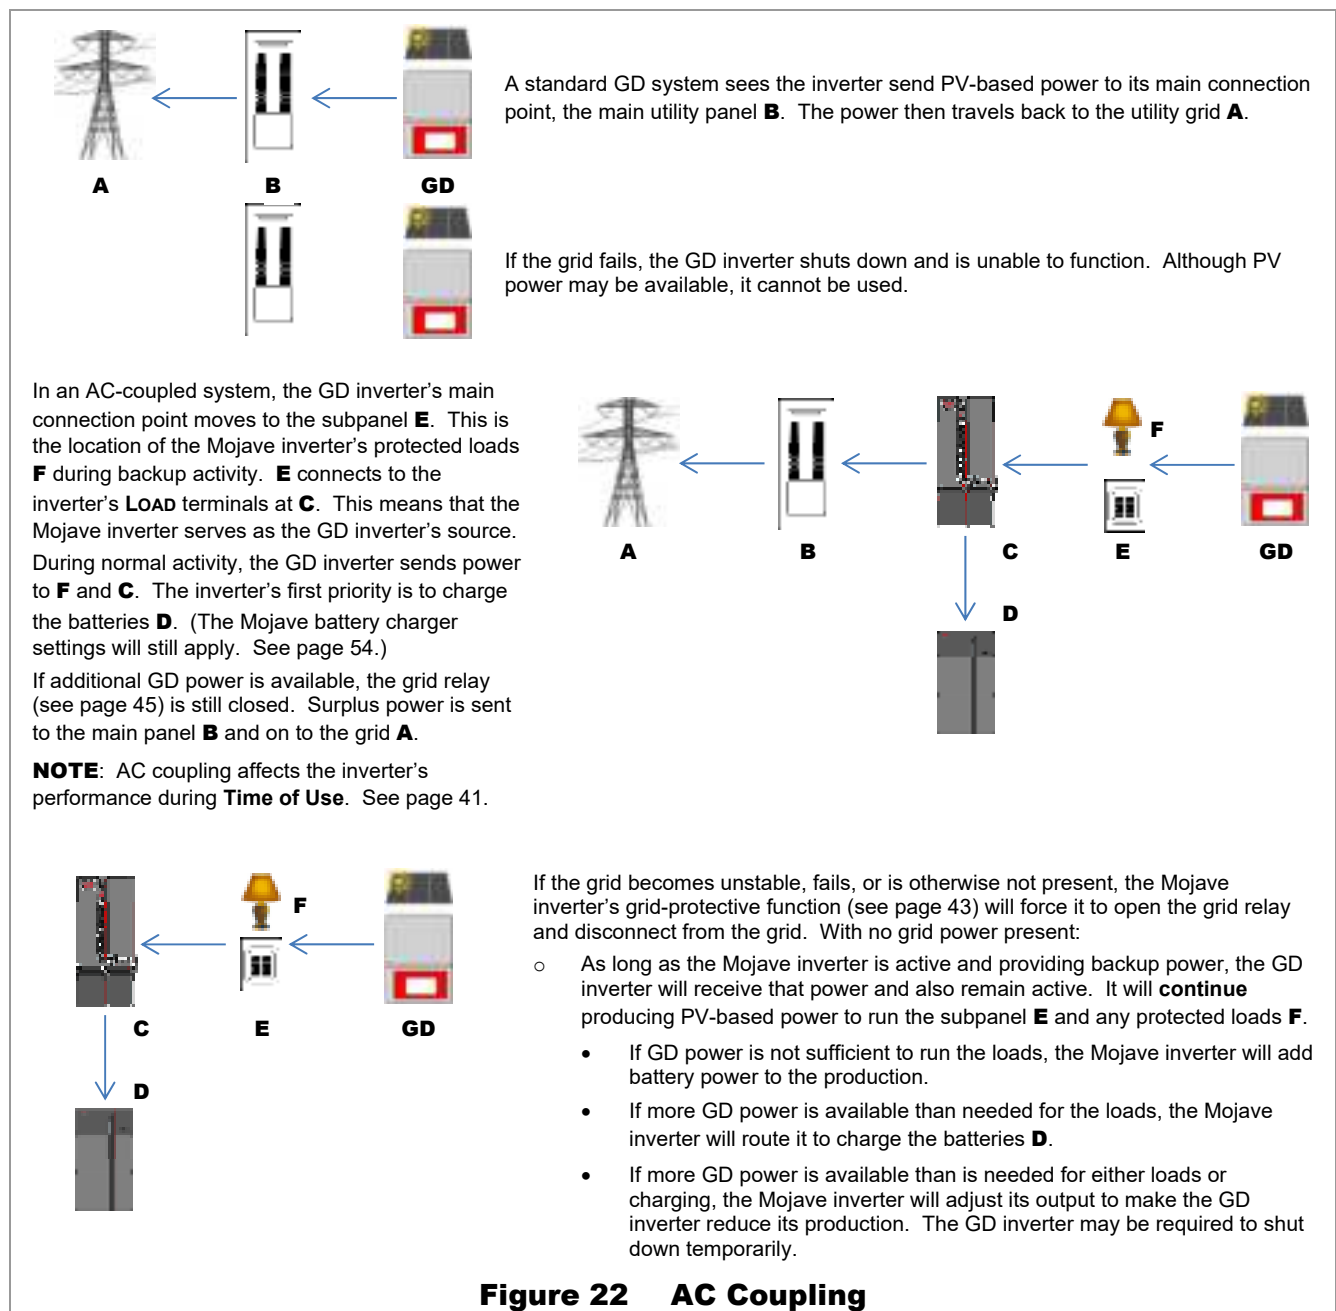 A standard GD system sees the inverter send PV-based power to its main connection
point, the main utility panel B. The power then travels back to the utility grid A.
A B GD
If the grid fails, the GD inverter shuts down and is unable to function. Although PV
power may be available, it cannot be used.
In an AC-coupled system, the GD inverter’s main
connection point moves to the subpanel E. This is
the location of the Mojave inverter’s protected loads
F during backup activity. E connects to the
inverter’s LOAD terminals at C. This means that the
Mojave inverter serves as the GD inverter’s source.
During normal activity, the GD inverter sends power
to F and C. The inverter’s first priority is to charge
the batteries D. (The Mojave battery charger
settings will still apply. See page 54.)
If additional GD power is available, the grid relay
(see page 45) is still closed. Surplus power is sent
to the main panel B and on to the grid A.
NOTE: AC coupling affects the inverter’s
performance during Time of Use. See page 41.
F
A B C E GD
D
F
C E GD
D
If the grid becomes unstable, fails, or is otherwise not present, the Mojave
inverter’s grid-protective function (see page 43) will force it to open the grid relay
and disconnect from the grid. With no grid power present:
○ As long as the Mojave inverter is active and providing backup power, the GD
inverter will receive that power and also remain active. It will continue
producing PV-based power to run the subpanel E and any protected loads F.
• If GD power is not sufficient to run the loads, the Mojave inverter will add
battery power to the production.
• If more GD power is available than needed for the loads, the Mojave
inverter will route it to charge the batteries D.
• If more GD power is available than is needed for either loads or
charging, the Mojave inverter will adjust its output to make the GD
inverter reduce its production. The GD inverter may be required to shut
down temporarily.
Figure 22 AC Coupling